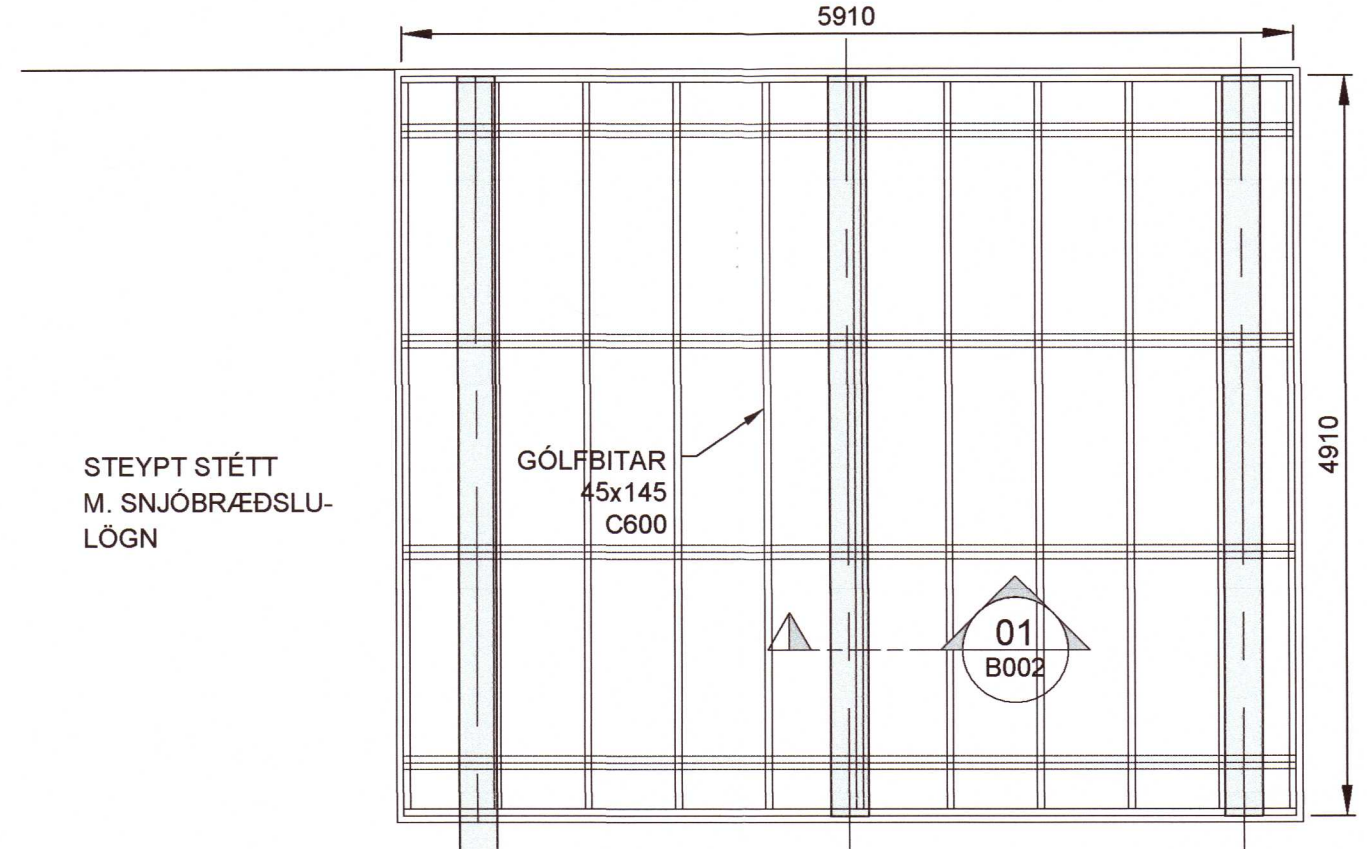 5910
4910
STEYPT STÉTT
M. SNJÓBRÆÐSLU-
LÖGN
GÓLFBITAR
45x145
C600
01
B002